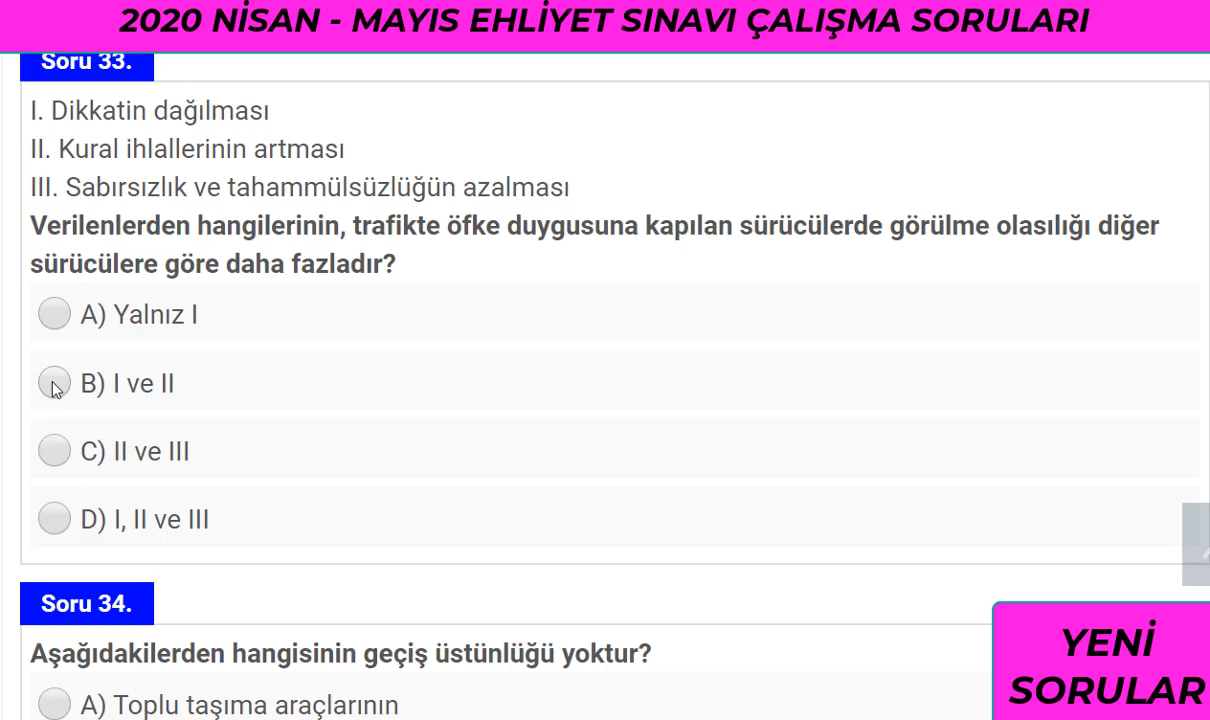 2020 NİSAN - MAYIS EHLİYET SINAVI ÇALIŞMA SORULARI
Soru 33.
I. Dikkatin dağılması
II. Kural ihlallerinin artması
III. Sabırsızlık ve tahammülsüzlüğün azalması
Verilenlerden hangilerinin, trafikte öfke duygusuna kapılan sürücülerde görülme olasılığı diğer
sürücülere göre daha fazladır?
A) Yalnız I
B) I ve II
C) II ve III
D) I, II ve III
Soru 34.
Aşağıdakilerden hangisinin geçiş üstünlüğü yoktur?
A) Toplu taşıma araçlarının
YENİ
SORULAR